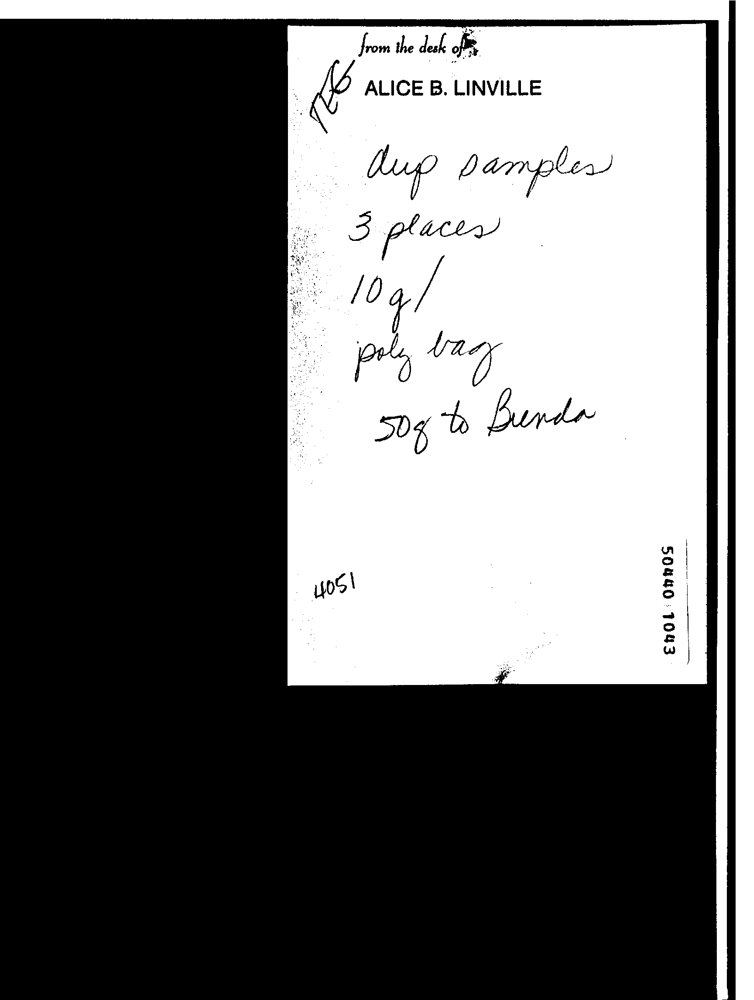 from the desk of
ALICE B. LINVILLE
dup samples
3 places
10g/
poly bag
50g to Brenda
4051
50440 1043